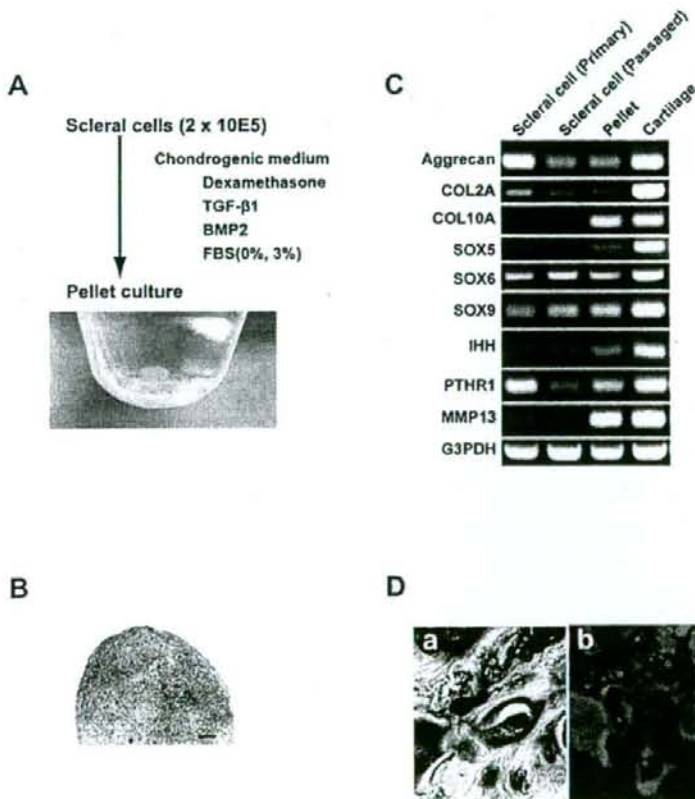 A
Scleral cells (2 x 10E5)
Chondrogenic medium
Dexamethasone
TGF-β1
BMP2
FBS(0%, 3%)
Pellet culture
B
C
Scleral cell (Primary)
Scleral cell (Passaged)
Pellet
Cartilage
Aggrecan
COL2A
COL10A
SOX5
SOX6
SOX9
IHH
PTHR1
MMP13
G3PDH
D
a
b